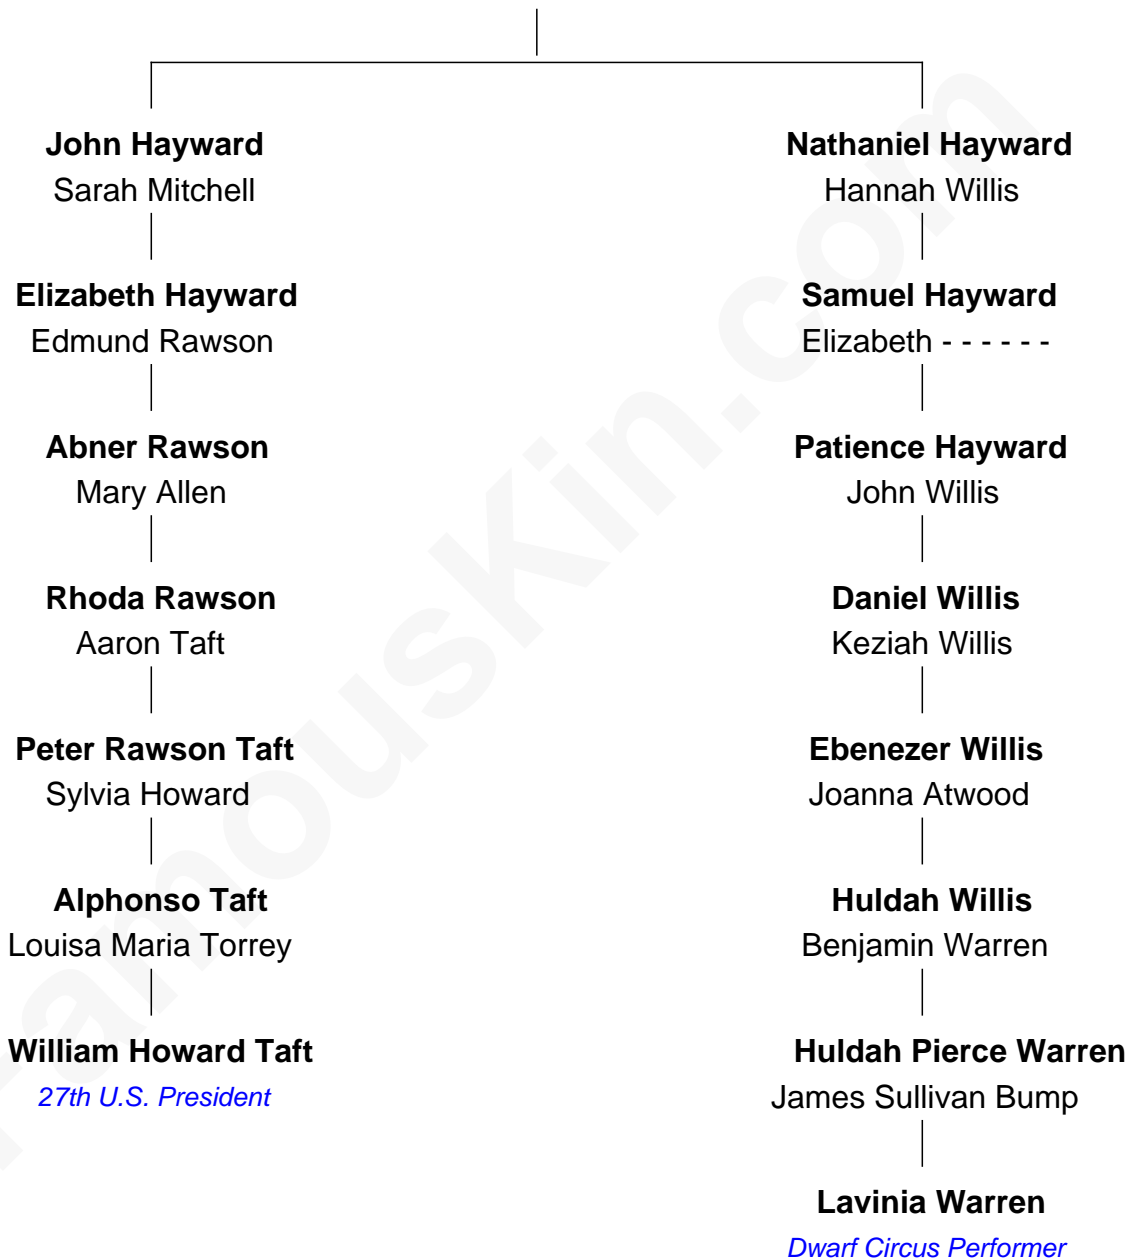 John Hayward
Sarah Mitchell
Elizabeth Hayward
Edmund Rawson
Abner Rawson
Mary Allen
Rhoda Rawson
Aaron Taft
Peter Rawson Taft
Sylvia Howard
Alphonso Taft
Louisa Maria Torrey
William Howard Taft
27th U.S. President
Nathaniel Hayward
Hannah Willis
Samuel Hayward
Elizabeth - - - - - -
Patience Hayward
John Willis
Daniel Willis
Keziah Willis
Ebenezer Willis
Joanna Atwood
Huldah Willis
Benjamin Warren
Huldah Pierce Warren
James Sullivan Bump
Lavinia Warren
Dwarf Circus Performer
FamousKin.com